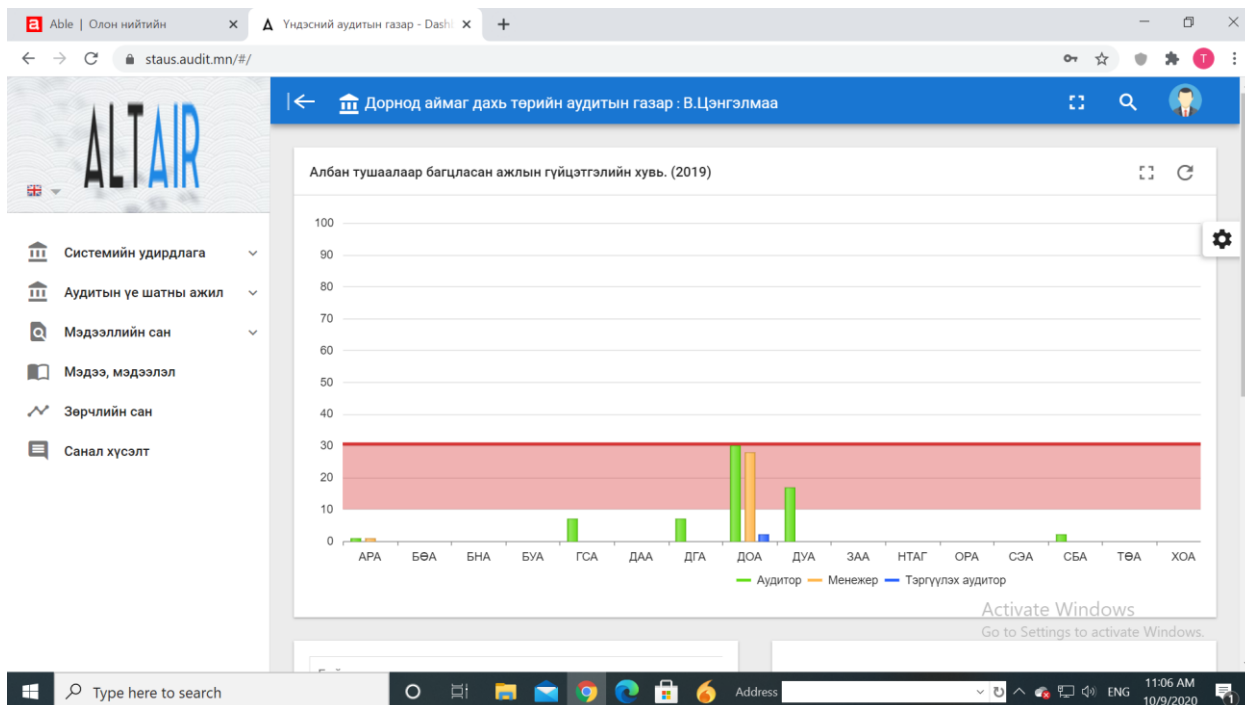 Able | Олон нийтийн
Үндэсний аудитын газар - Dash
staus.audit.mn/#/
T
ALTAIR
Дорнод аймаг дахь төрийн аудитын газар : В.Цэнгэлмаа
Системийн удирдлага
Аудитын үе шатны ажил
Мэдээллийн сан
Мэдээ, мэдээлэл
Зөрчлийн сан
Санал хүсэлт
Албан тушаалаар багцласан ажлын гүйцэтгэлийн хувь. (2019)
100
90
80
70
60
50
40
30
20
10
0
АРА БӨА БНА БУА ГСА ДАА ДГА ДОА ДУА ЗАА НТАГ ОРА СЭА СБА ТӨА ХОА
Аудитор Менежер Тэргүүлэх аудитор
Activate Windows
Go to Settings to activate Windows.
Type here to search
Address
ENG
11:06 AM
10/9/2020
1